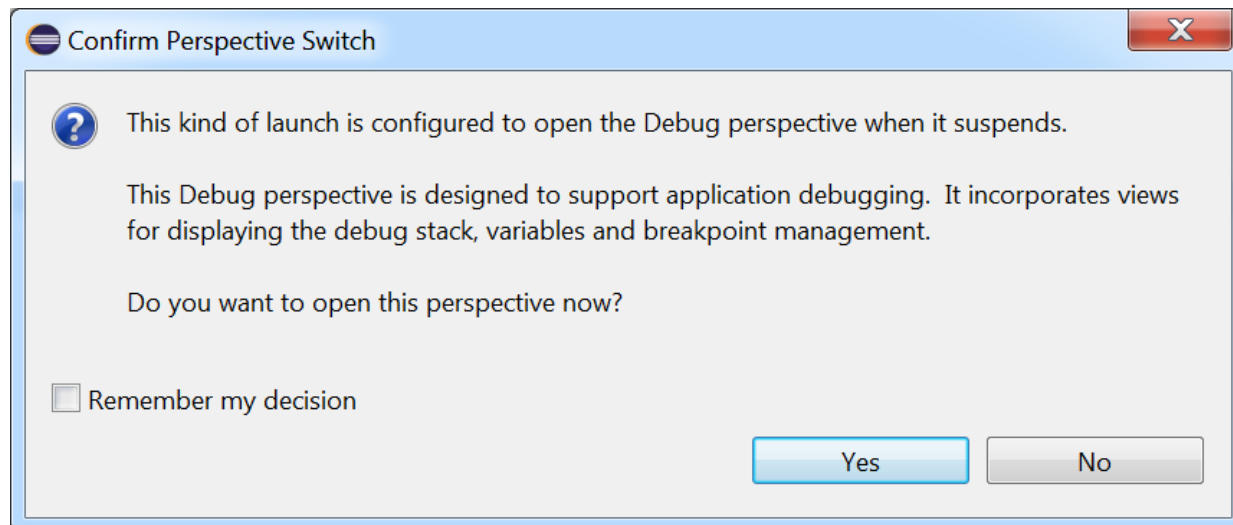 Confirm Perspective Switch
This kind of launch is configured to open the Debug perspective when it suspends.
This Debug perspective is designed to support application debugging.  It incorporates views
for displaying the debug stack, variables and breakpoint management.
Do you want to open this perspective now?
Remember my decision
Yes
No